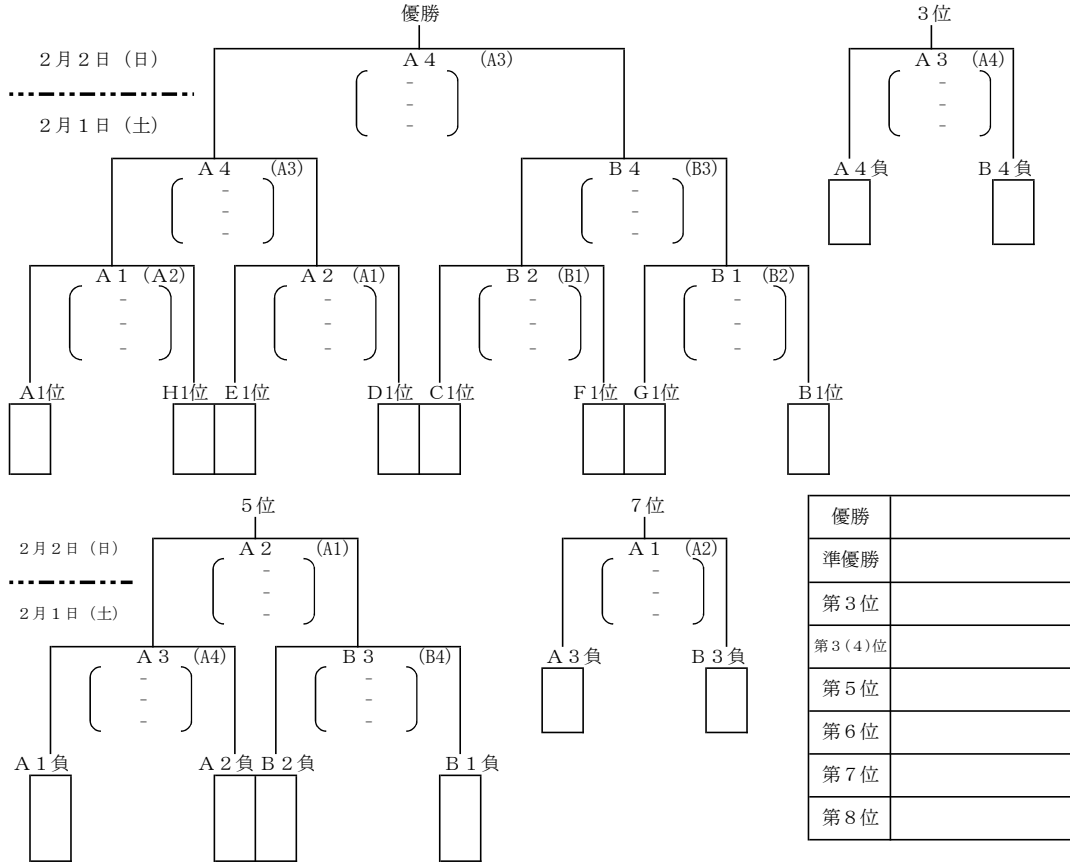 優勝
３位
２月２日（日）
Ａ４ (A3)
－
－
－
Ａ３ (A4)
－
－
－
２月１日（土）
Ａ４ (A3)
－
－
－
Ｂ４ (B3)
－
－
－
Ａ４負
Ｂ４負
Ａ１ (Ａ2)
－
－
－
Ａ２ (A1)
－
－
－
Ｂ２ (B1)
－
－
－
Ｂ１ (B2)
－
－
－
Ａ1位
Ｈ1位
Ｅ1位
Ｄ1位
Ｃ1位
Ｆ1位
Ｇ1位
Ｂ1位
５位
７位
２月２日（日）
Ａ２ (A1)
－
－
－
Ａ１ (A2)
－
－
－
２月１日（土）
Ａ３ (A4)
－
－
－
Ｂ３ (B4)
－
－
－
Ａ３負
Ｂ３負
Ａ１負
Ａ２負
Ｂ２負
Ｂ１負
優勝
準優勝
第３位
第３(４)位
第５位
第６位
第７位
第８位